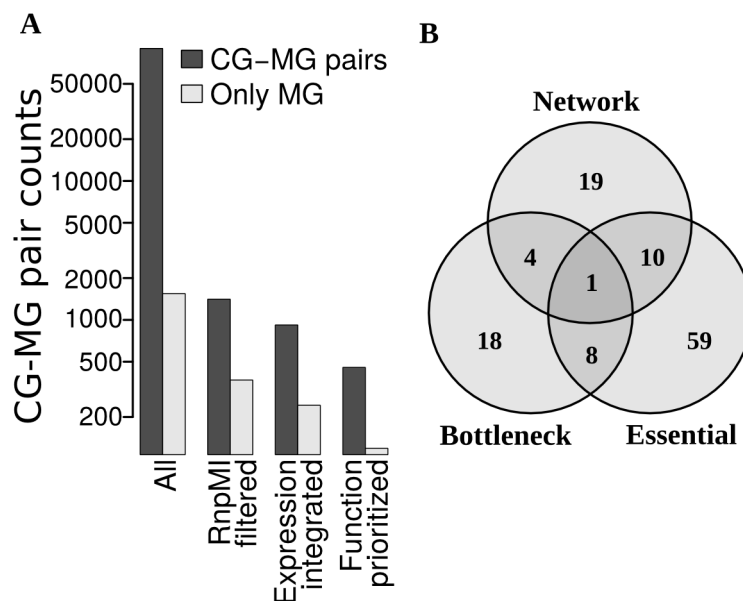 A
CG-MG pair counts
50000
20000
10000
5000
2000
1000
500
200
CG−MG pairs
Only MG
All
RnpMI
filtered
Expression
integrated
Function
prioritized
B
Network
19
4
10
1
18
8
59
Bottleneck
Essential